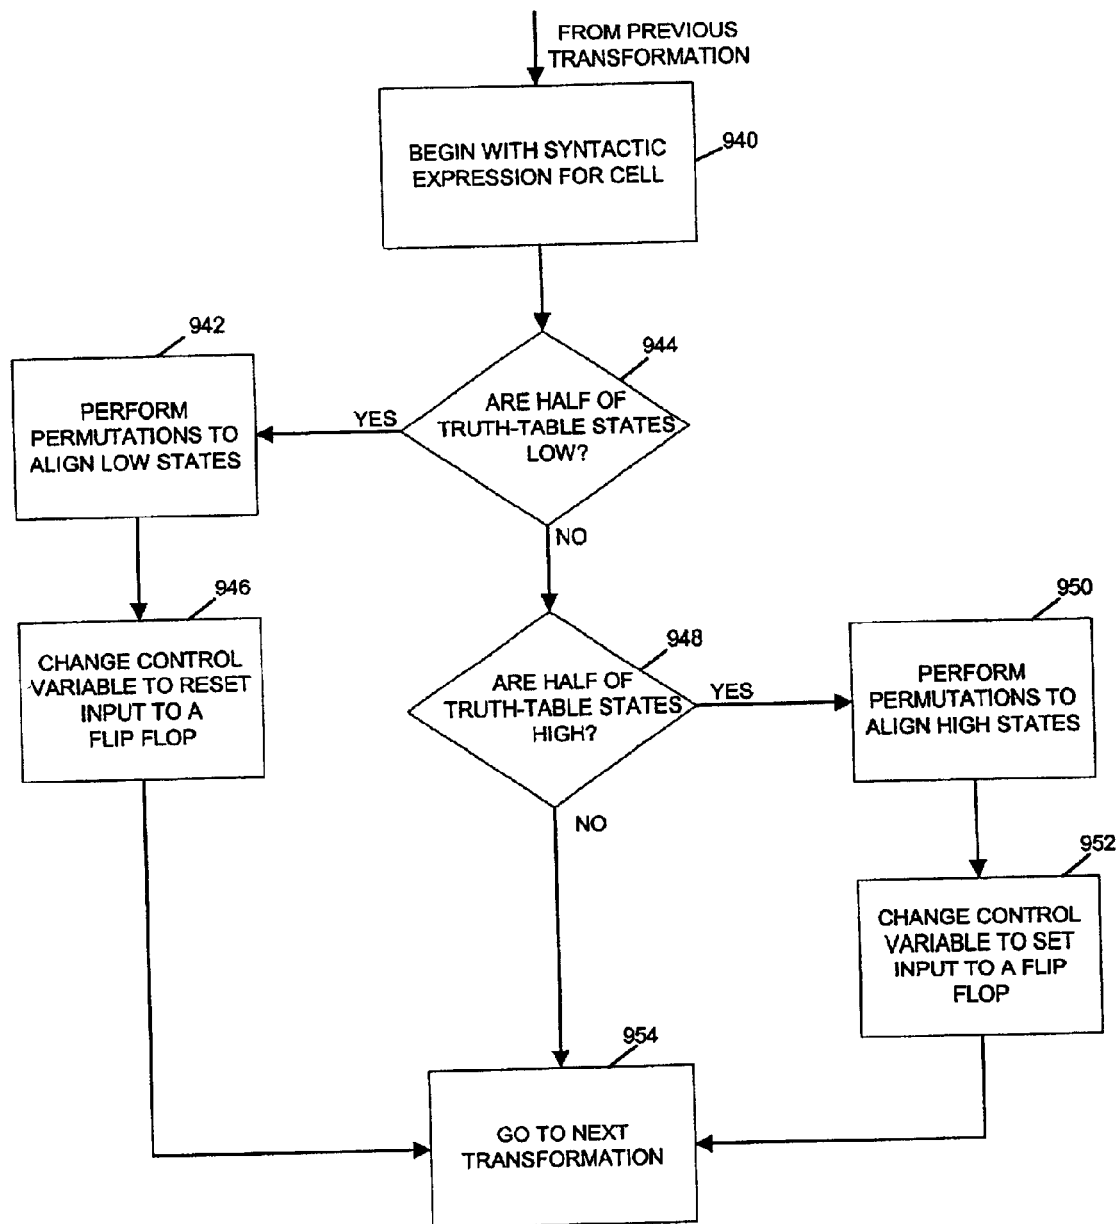 FROM PREVIOUS
TRANSFORMATION
BEGIN WITH SYNTACTIC
EXPRESSION FOR CELL
940
942
944
PERFORM
PERMUTATIONS TO
ALIGN LOW STATES
YES
ARE HALF OF
TRUTH-TABLE STATES
LOW?
NO
946
CHANGE CONTROL
VARIABLE TO RESET
INPUT TO A
FLIP FLOP
948
ARE HALF OF
TRUTH-TABLE STATES
HIGH?
YES
NO
950
PERFORM
PERMUTATIONS TO
ALIGN HIGH STATES
952
CHANGE CONTROL
VARIABLE TO SET
INPUT TO A FLIP
FLOP
954
GO TO NEXT
TRANSFORMATION